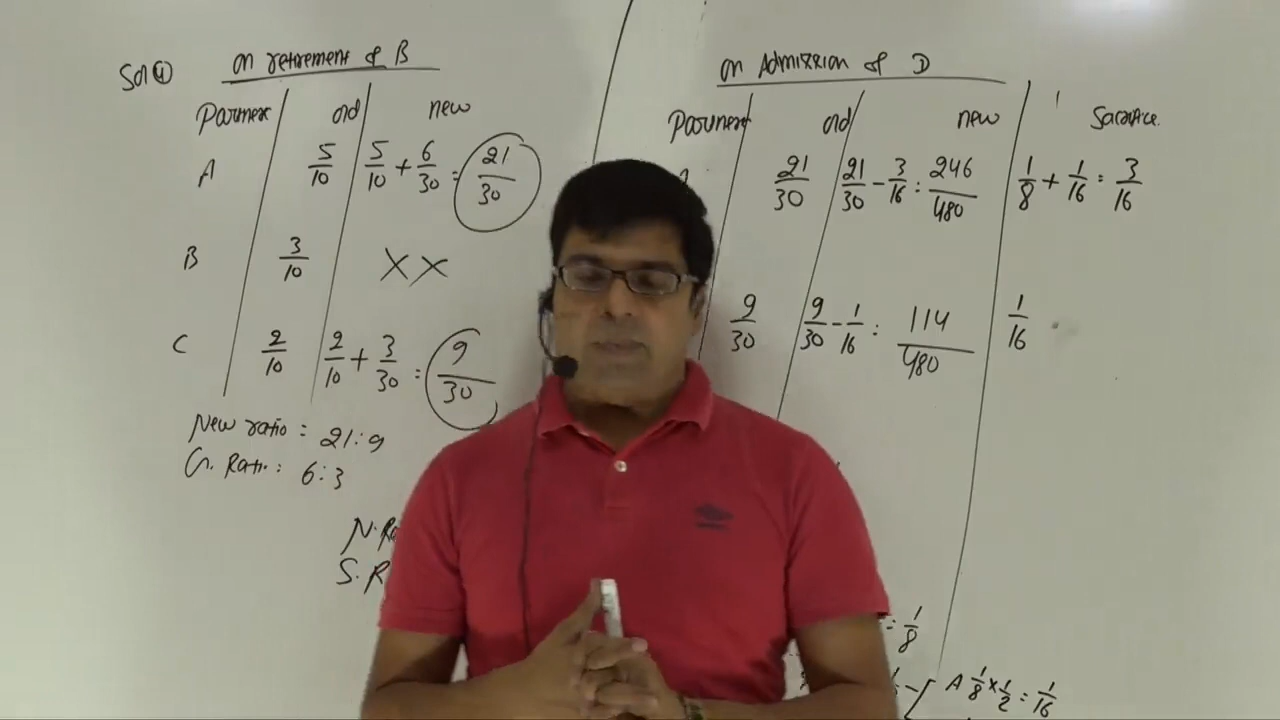 Sol ④
on retirement of B
Partner old new
A 5/10 5/10 + 6/30 = 21/30
B 3/10 XX
C 2/10 2/10 + 3/30 = 9/30
New ratio = 21:9
G. Ratio = 6:3
N. Ra
S. R
on Admission of D
Partner old new Sacrifice
21/30 21/30 - 3/16 = 246/480 1/8 + 1/16 = 3/16
9/30 9/30 - 1/16 = 114/480 1/16
= 1/8
A 1/8 × 1/2 = 1/16